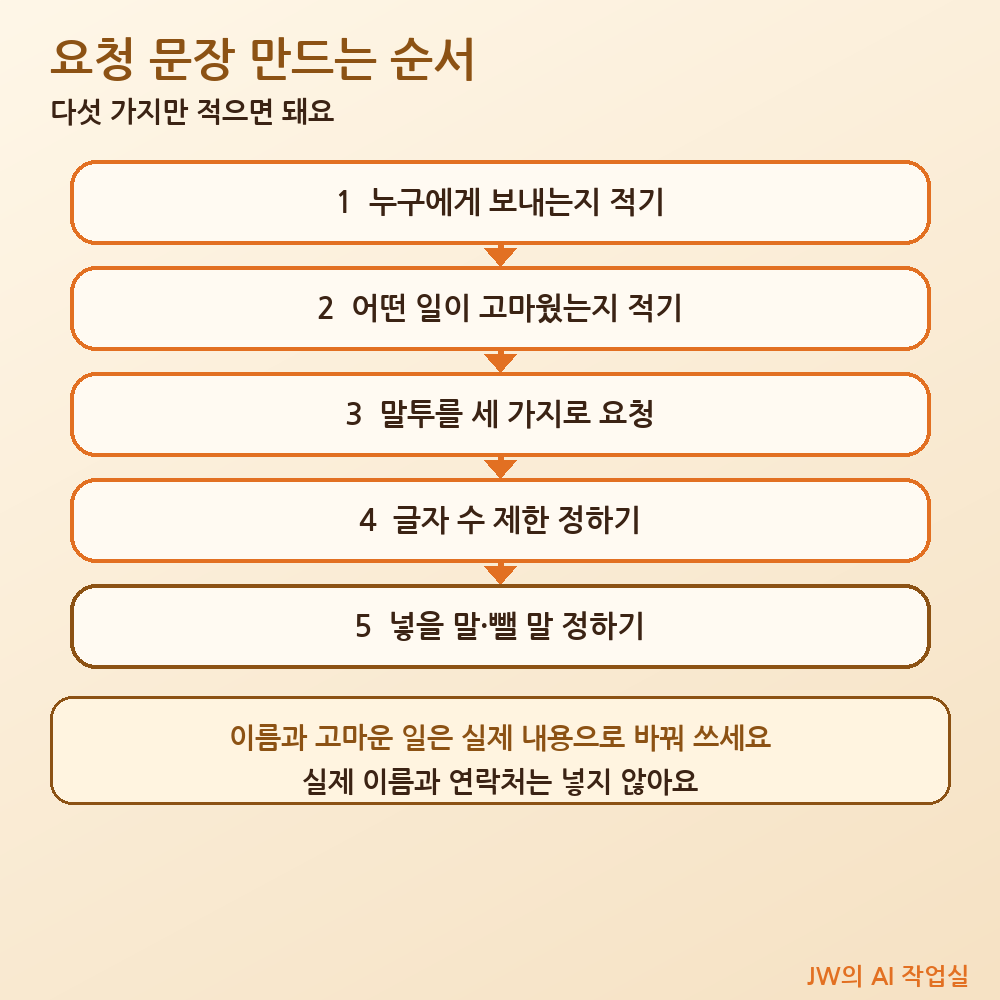 요청 문장 만드는 순서
다섯 가지만 적으면 돼요
1 누구에게 보내는지 적기
2 어떤 일이 고마웠는지 적기
3 말투를 세 가지로 요청
4 글자 수 제한 정하기
5 넣을 말·뺄 말 정하기
이름과 고마운 일은 실제 내용으로 바꿔 쓰세요
실제 이름과 연락처는 넣지 않아요
JW의 AI 작업실